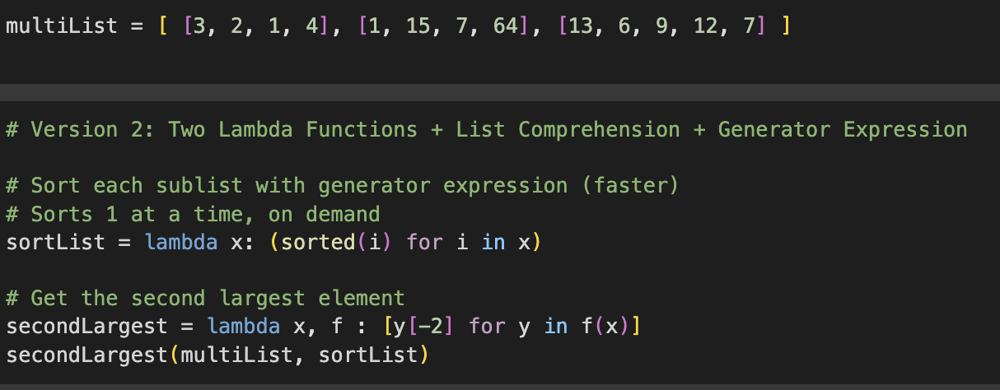 multiList = [ [3, 2, 1, 4], [1, 15, 7, 64], [13, 6, 9, 12, 7] ]
# Version 2: Two Lambda Functions + List Comprehension + Generator Expression
# Sort each sublist with generator expression (faster)
# Sorts 1 at a time, on demand
sortList = lambda x: (sorted(i) for i in x)
# Get the second largest element
secondLargest = lambda x, f : [y[-2] for y in f(x)]
secondLargest(multiList, sortList)